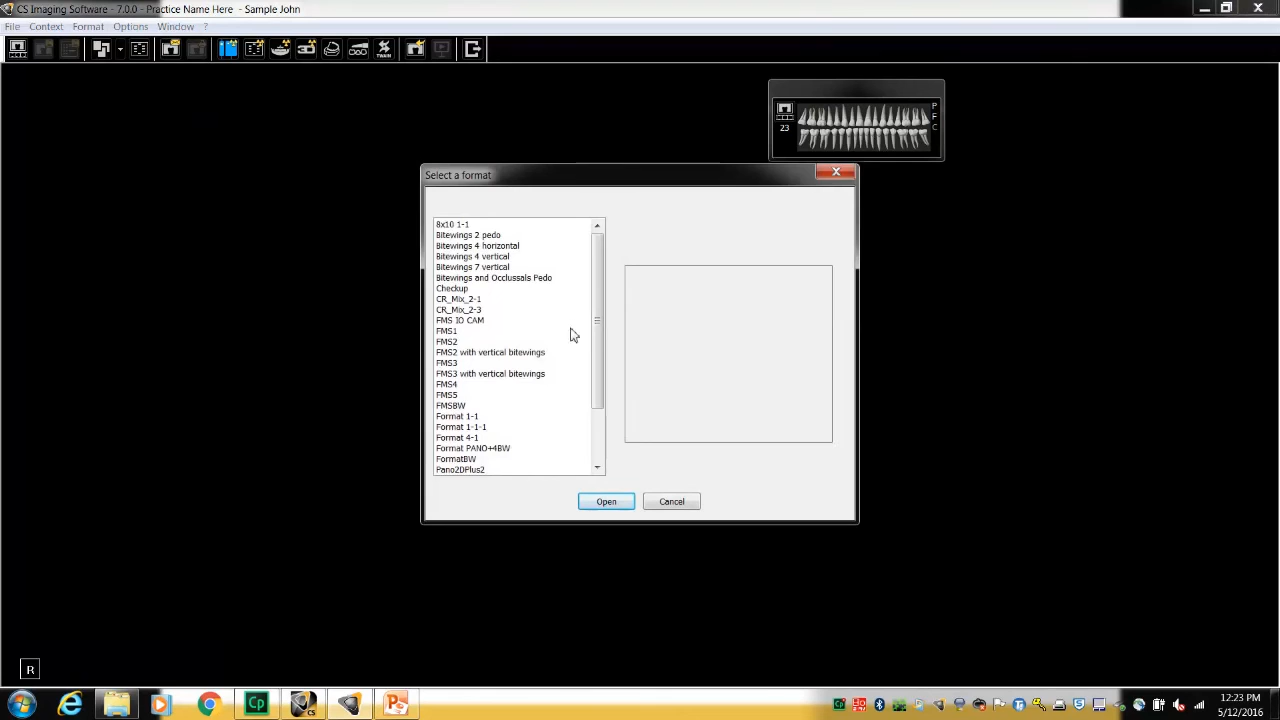 CS Imaging Software - 7.0.0 - Practice Name Here - Sample John
File Context Format Options Window ?
TWAIN
23
P
F
C
Select a format
8x10 1-1
Bitewings 2 pedo
Bitewings 4 horizontal
Bitewings 4 vertical
Bitewings 7 vertical
Bitewings and Occlussals Pedo
Checkup
CR_Mix_2-1
CR_Mix_2-3
FMS IO CAM
FMS1
FMS2
FMS2 with vertical bitewings
FMS3
FMS3 with vertical bitewings
FMS4
FMS5
FMSBW
Format 1-1
Format 1-1-1
Format 4-1
Format PANO+4BW
FormatBW
Pano2DPlus2
Open Cancel
R
12:23 PM
5/12/2016